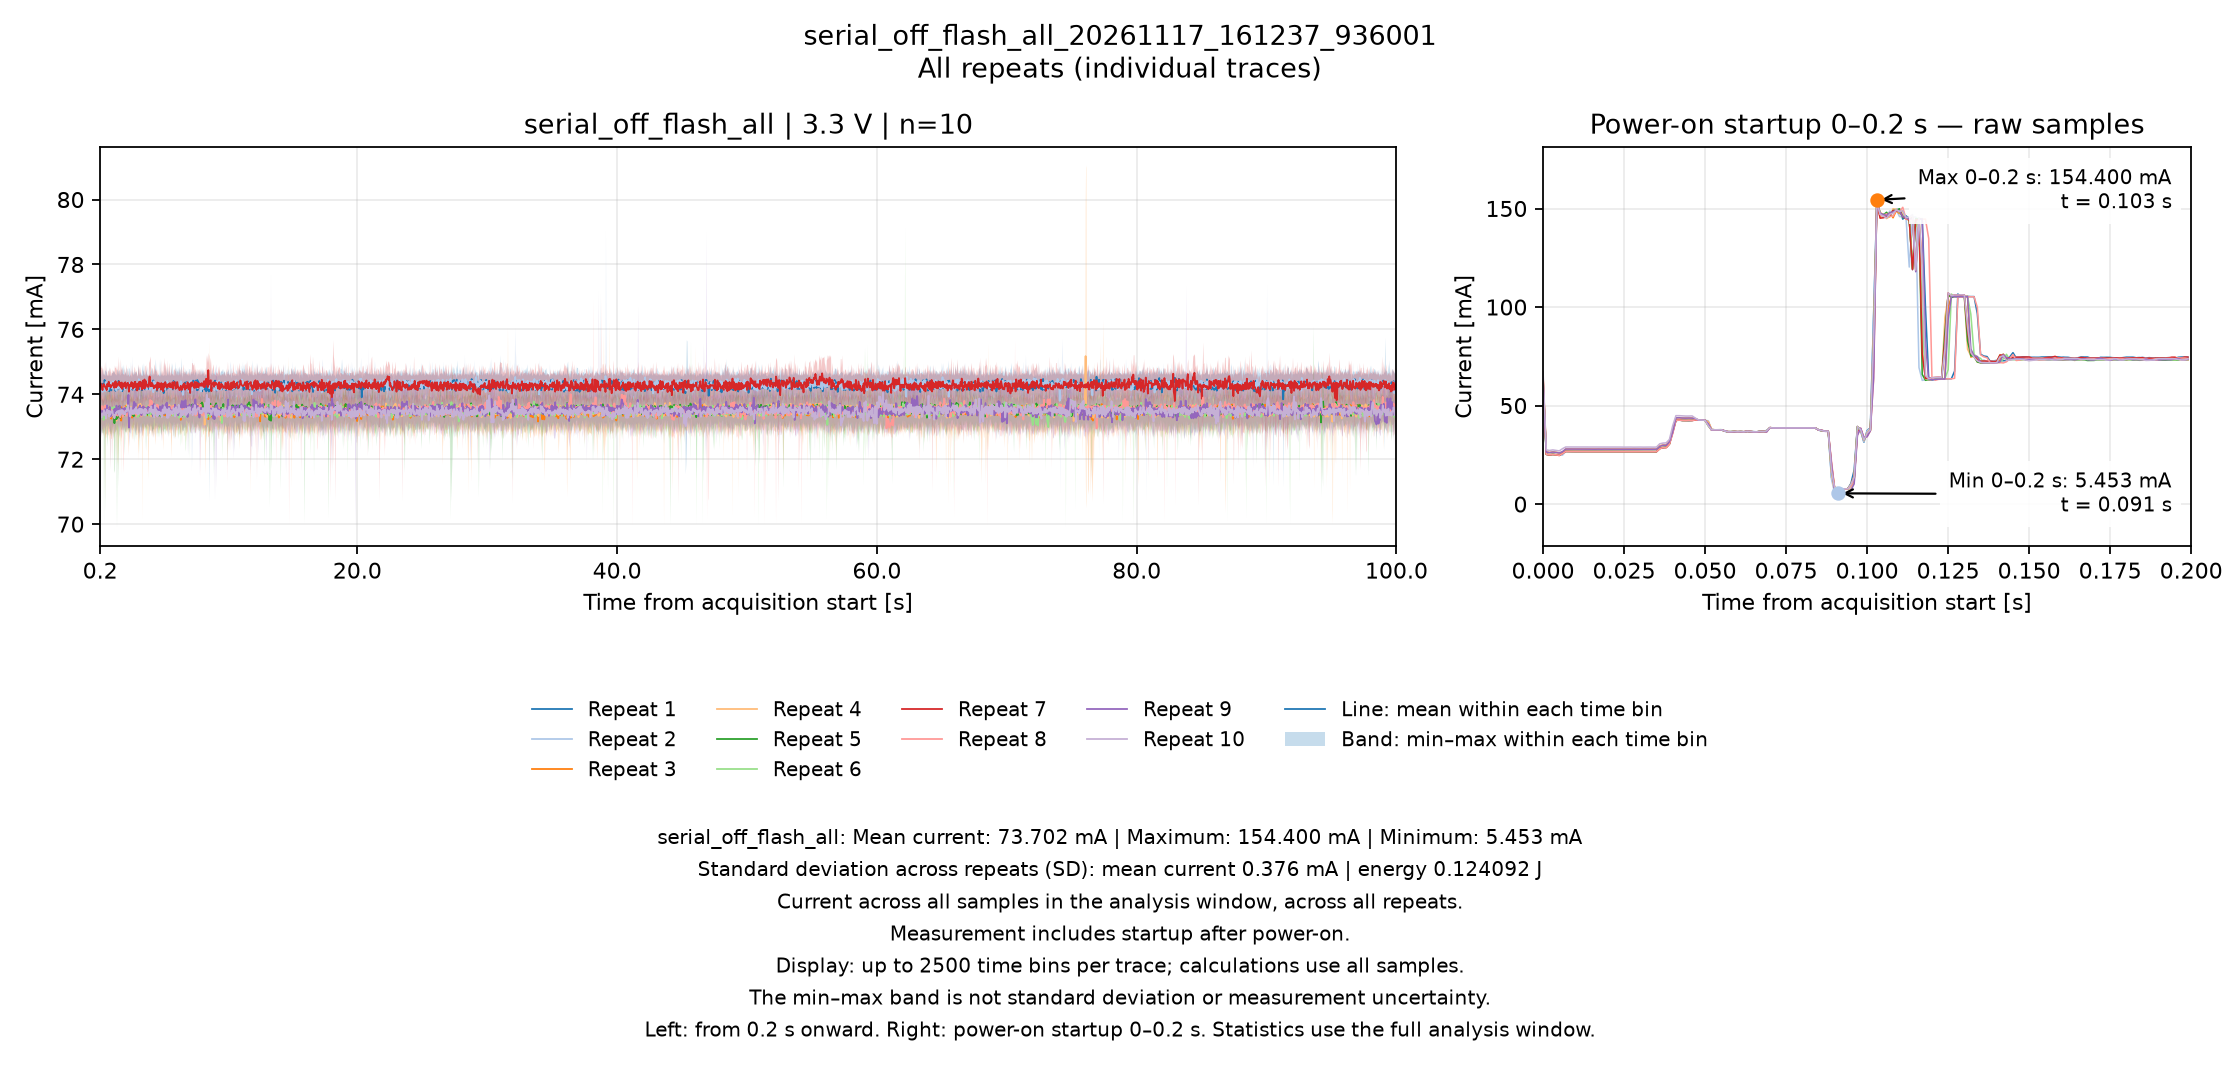 serial_off_flash_all_20261117_161237_936001
All repeats (individual traces)
serial_off_flash_all | 3.3 V | n=10
Current [mA]
80
78
76
74
72
70
0.2
20.0
40.0
60.0
80.0
100.0
Time from acquisition start [s]
Power-on startup 0–0.2 s — raw samples
Current [mA]
150
100
50
0
Max 0–0.2 s: 154.400 mA
t = 0.103 s
Min 0–0.2 s: 5.453 mA
t = 0.091 s
0.000
0.025
0.050
0.075
0.100
0.125
0.150
0.175
0.200
Time from acquisition start [s]
Repeat 1
Repeat 2
Repeat 3
Repeat 4
Repeat 5
Repeat 6
Repeat 7
Repeat 8
Repeat 9
Repeat 10
Line: mean within each time bin
Band: min–max within each time bin
serial_off_flash_all: Mean current: 73.702 mA | Maximum: 154.400 mA | Minimum: 5.453 mA
Standard deviation across repeats (SD): mean current 0.376 mA | energy 0.124092 J
Current across all samples in the analysis window, across all repeats.
Measurement includes startup after power-on.
Display: up to 2500 time bins per trace; calculations use all samples.
The min–max band is not standard deviation or measurement uncertainty.
Left: from 0.2 s onward. Right: power-on startup 0–0.2 s. Statistics use the full analysis window.